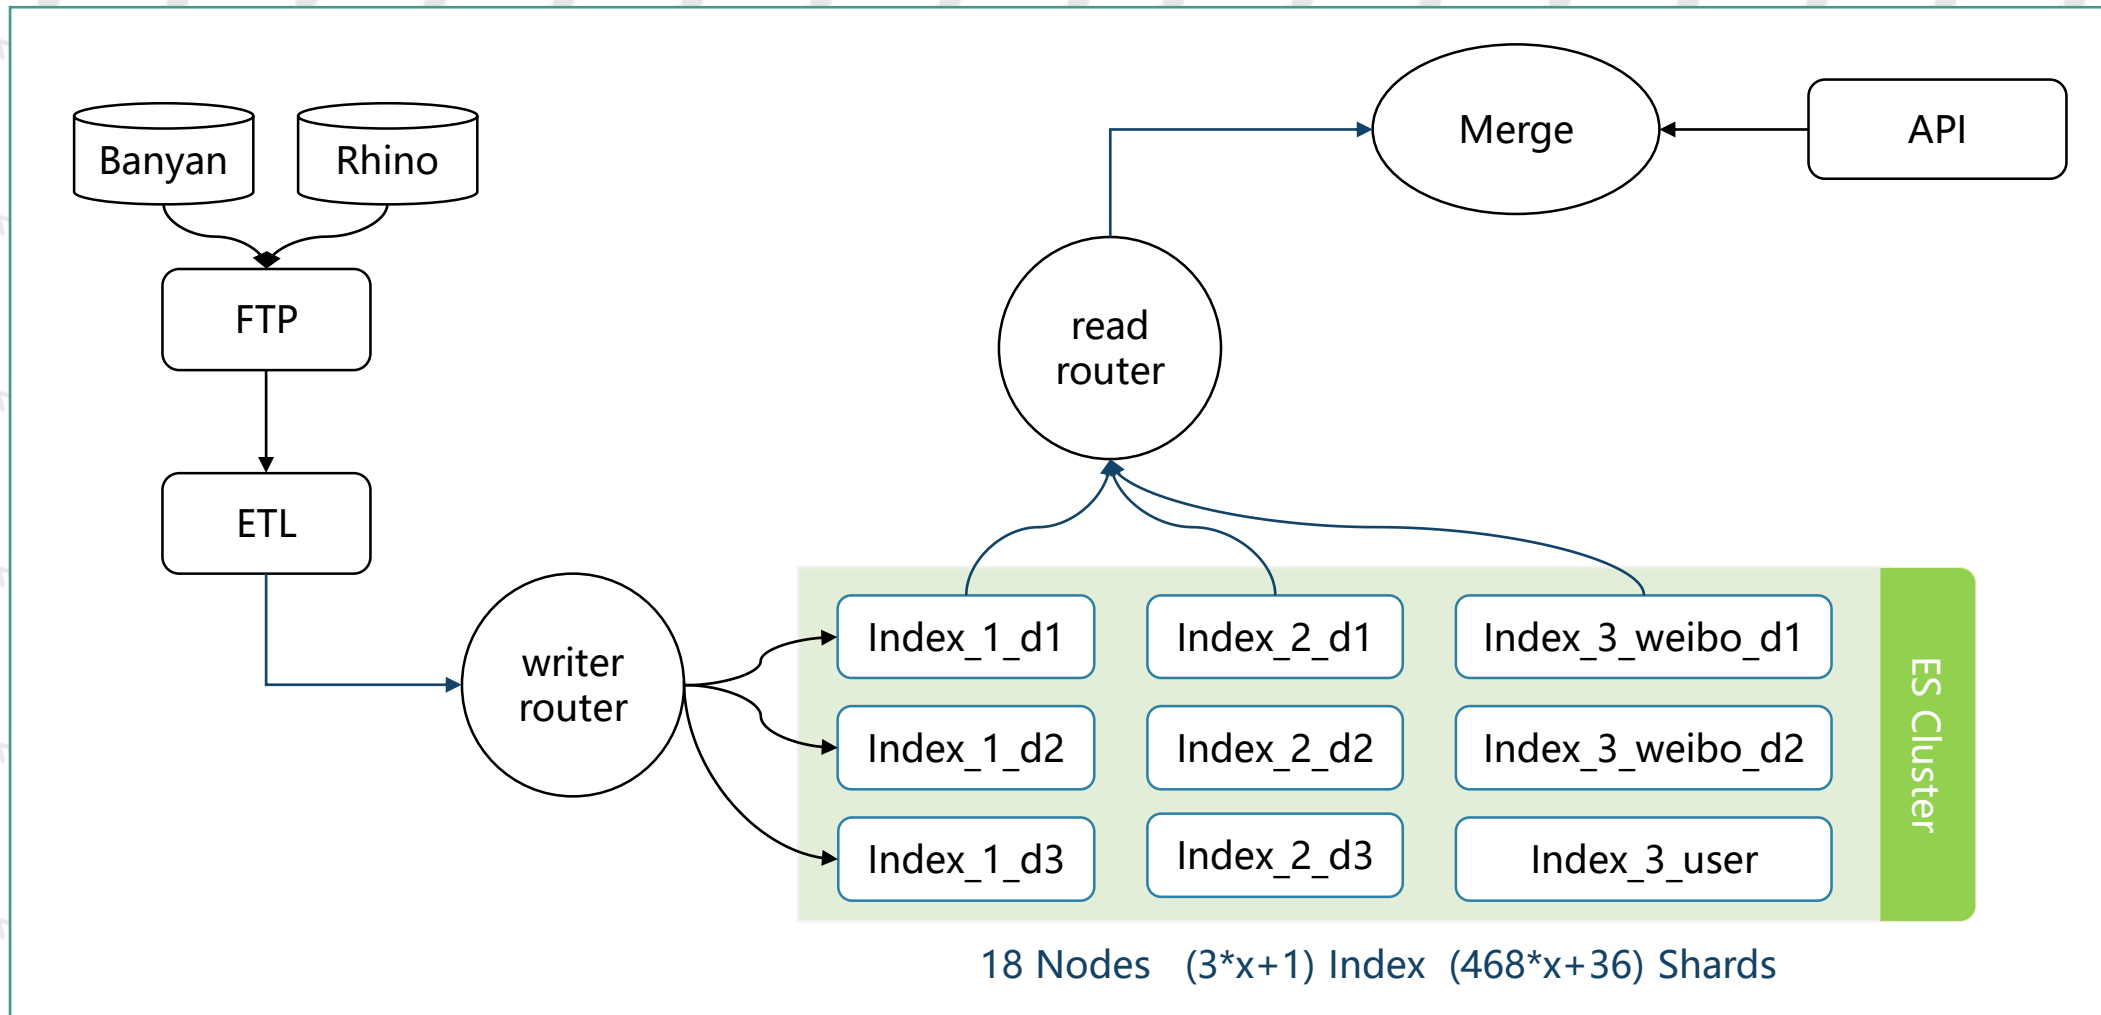 Banyan
Rhino
Merge
API
FTP
read
router
ETL
writer
router
Index_1_d1
Index_2_d1
Index_3_weibo_d1
Index_1_d2
Index_2_d2
Index_3_weibo_d2
Index_1_d3
Index_2_d3
Index_3_user
ES Cluster
18 Nodes (3*x+1) Index (468*x+36) Shards